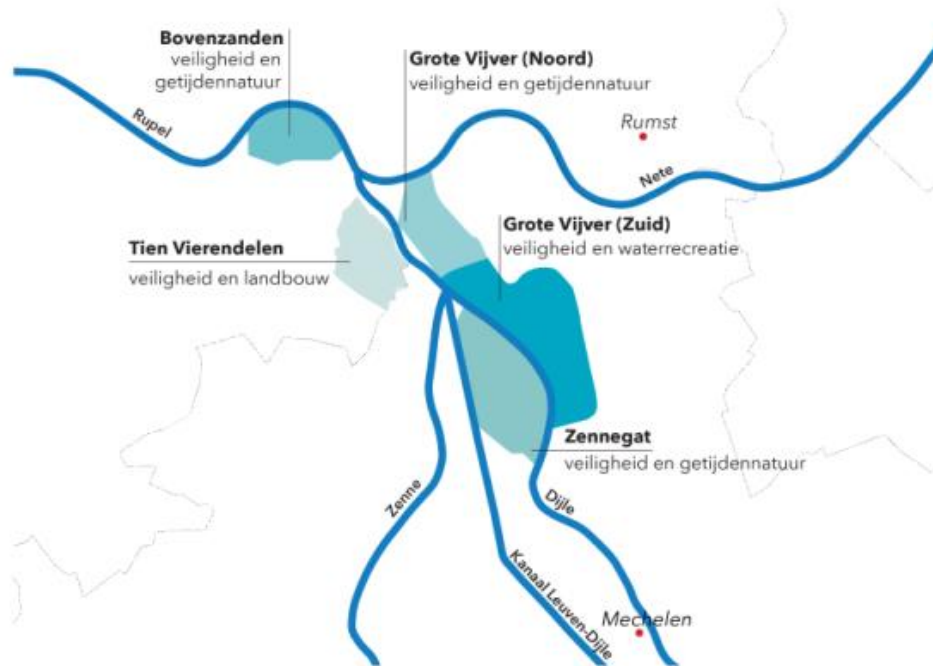 Bovenzanden
veiligheid en
getijdennatuur
Grote Vijver (Noord)
veiligheid en getijdennatuur
Rupel
Rumst
Nete
Tien Vierendelen
veiligheid en landbouw
Grote Vijver (Zuid)
veiligheid en waterrecreatie
Zennegat
veiligheid en getijdennatuur
Zenne
Dijle
Kanaal Leuven-Dijle
Mechelen